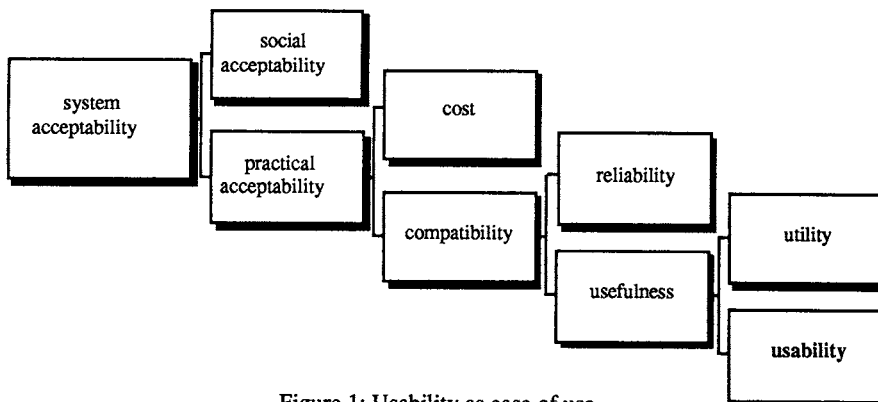 social
acceptability
system
acceptability
practical
acceptability
cost
compatibility
reliability
usefulness
utility
usability
Figure 1: Usability as ease of use